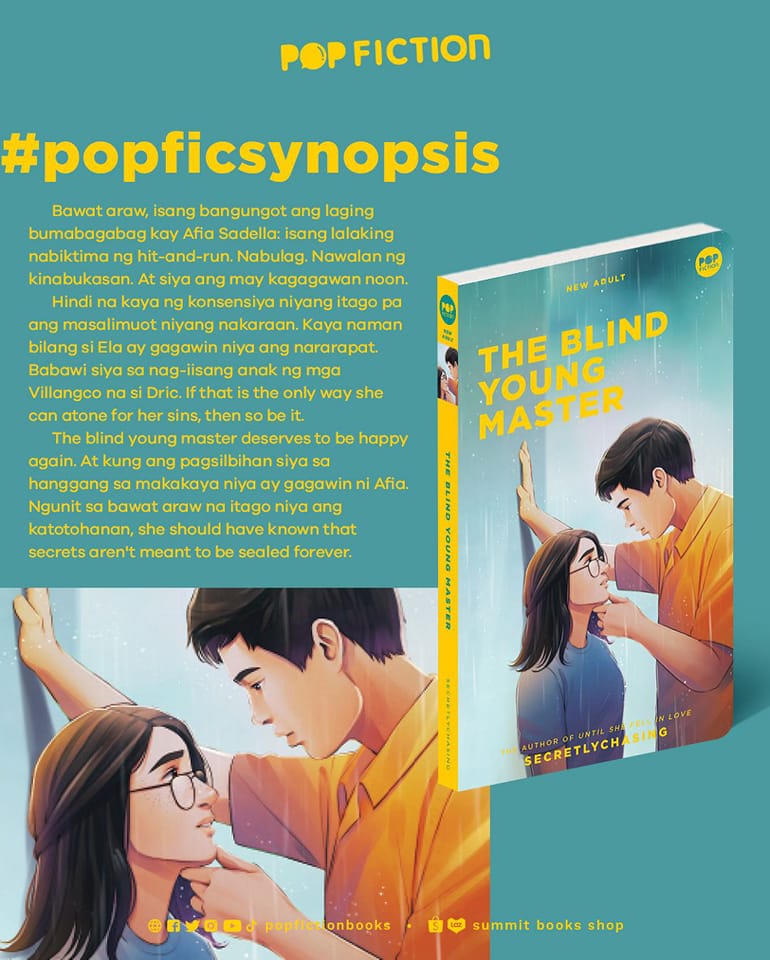 POP FICTION
#popficsynopsis
Bawat araw, isang bangungot ang laging
bumabagabag kay Afia Sadella: isang lalaking
nabiktima ng hit-and-run. Nabulag. Nawalan ng
kinabukasan. At siya ang may kagagawan noon.
Hindi na kaya ng konsensiya niyang itago pa
ang masalimuot niyang nakaraan. Kaya naman
bilang si Ela ay gagawin niya ang nararapat.
Babawi siya sa nag-iisang anak ng mga
Villangco na si Dric. If that is the only way she
can atone for her sins, then so be it.
The blind young master deserves to be happy
again. At kung ang pagsilbihan siya sa
hanggang sa makakaya niya ay gagawin ni Afia.
Ngunit sa bawat araw na itago niya ang
katotohanan, she should have known that
secrets aren't meant to be sealed forever.
POP FICTION
NEW ADULT
THE BLIND
YOUNG
MASTER
THE AUTHOR OF UNTIL SHE FELL IN LOVE
SECRETLYCHASING
POP FICTION
NEW ADULT
THE BLIND YOUNG MASTER
SECRETLYCHASING
popfictionbooks • Laz summit books shop